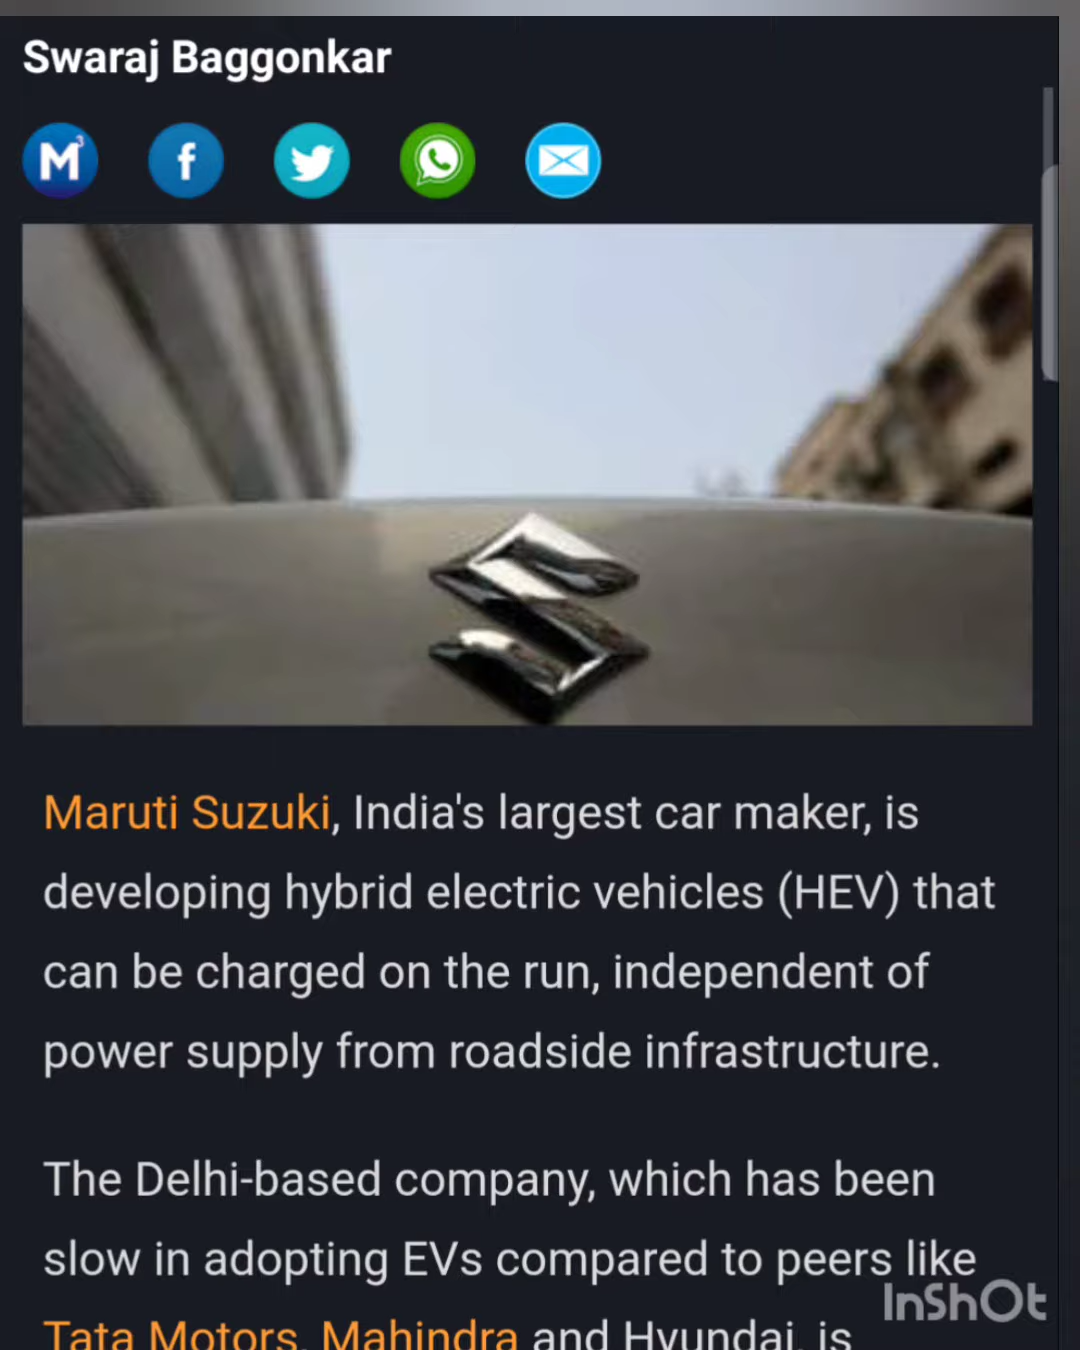 Swaraj Baggonkar
M3
f
Maruti Suzuki, India's largest car maker, is
developing hybrid electric vehicles (HEV) that
can be charged on the run, independent of
power supply from roadside infrastructure.
The Delhi-based company, which has been
slow in adopting EVs compared to peers like
Tata Motors, Mahindra and Hyundai, is
InShOt